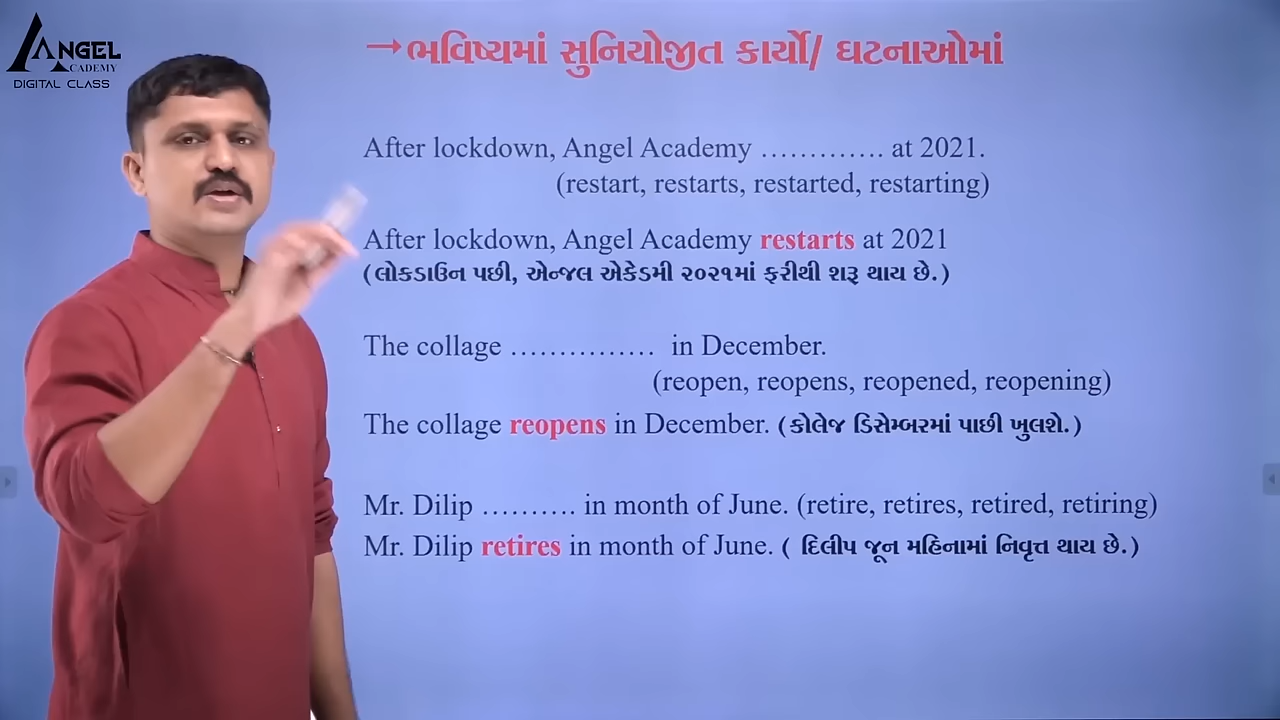 ANGEL
ACADEMY
DIGITAL CLASS
→ભવિષ્યમાં સુનિયોજીત કાર્યો/ ઘટનાઓમાં
After lockdown, Angel Academy …………. at 2021.
(restart, restarts, restarted, restarting)
After lockdown, Angel Academy restarts at 2021
(લોકડાઉન પછી, એન્જલ એકેડમી ૨૦૨૧માં ફરીથી શરૂ થાય છે.)
The collage …………… in December.
(reopen, reopens, reopened, reopening)
The collage reopens in December. (કોલેજ ડિસેમ્બરમાં પાછી ખુલશે.)
Mr. Dilip ………. in month of June. (retire, retires, retired, retiring)
Mr. Dilip retires in month of June. ( દિલીપ જૂન મહિનામાં નિવૃત્ત થાય છે.)